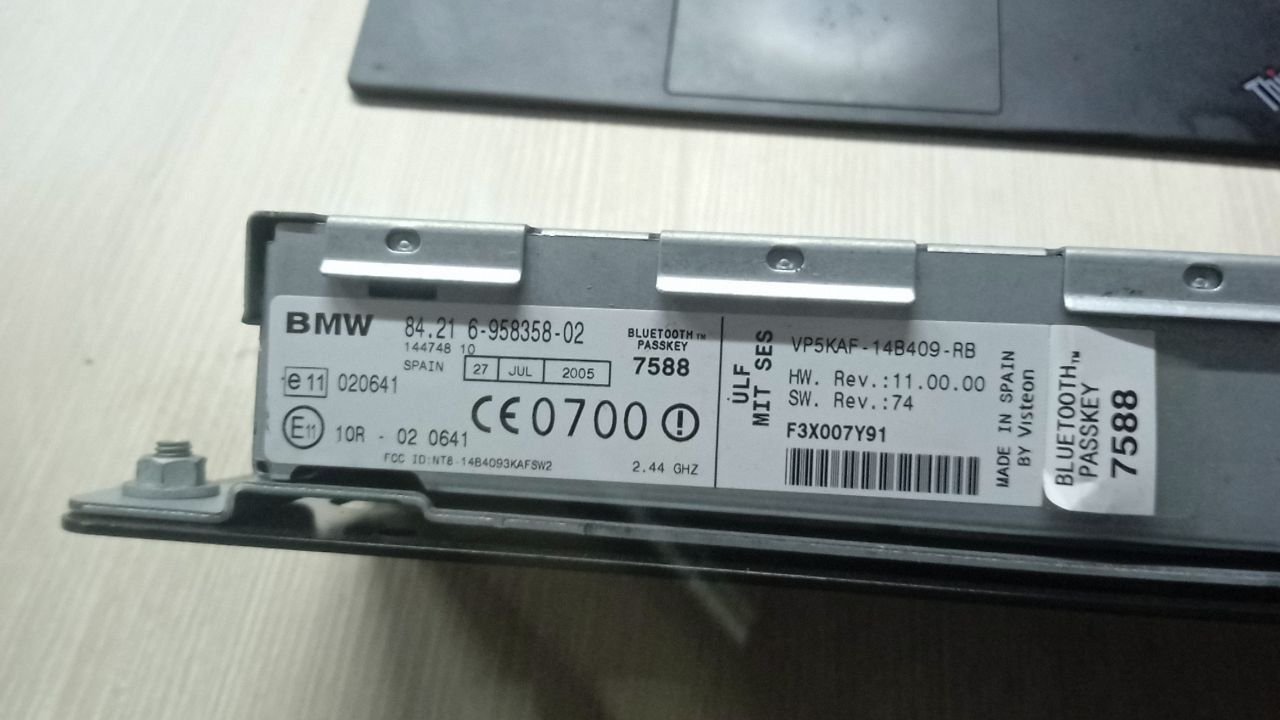 BMW 84.21 6-958358-02
144748 10
SPAIN 27 JUL 2005
BLUETOOTH™
PASSKEY
7588
e11 020641
CE0700
E11 10R - 02 0641
FCC ID:NT8-14B4093KAFSW2 2.44 GHZ
ULF
MIT SES
VP5KAF-14B409-RB
HW. Rev.:11.00.00
SW. Rev.:74
F3X007Y91
MADE IN SPAIN
BY Visteon
BLUETOOTH™
PASSKEY
7588